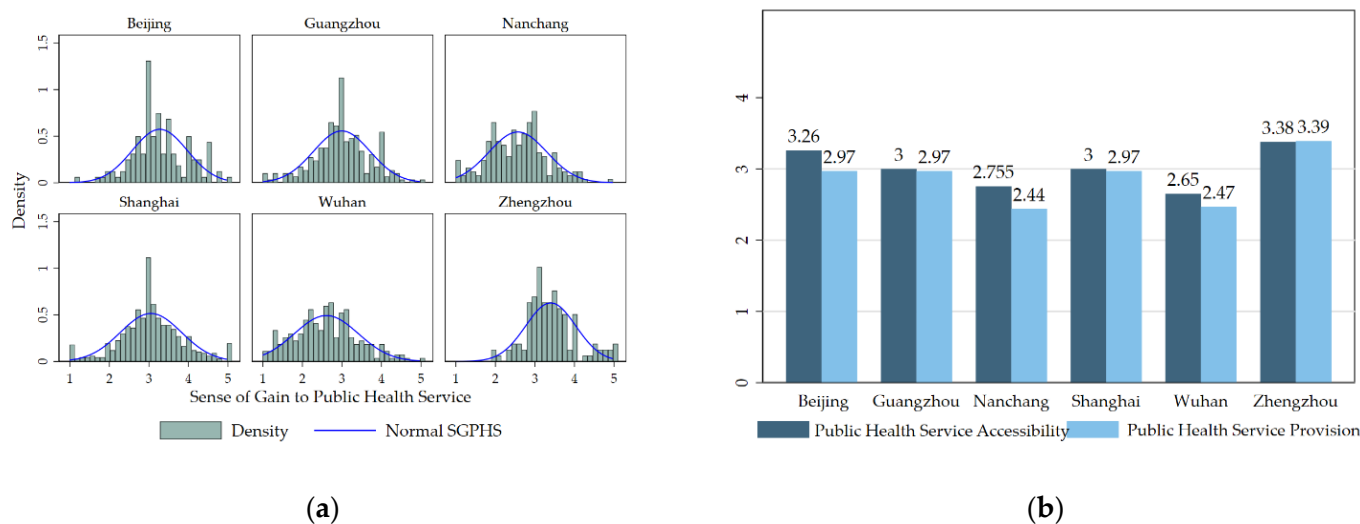 Beijing
Guangzhou
Nanchang
Density
0 0.5 1 1.5
Shanghai
Wuhan
Zhengzhou
0 0.5 1 1.5
1 2 3 4 5
1 2 3 4 5
1 2 3 4 5
Sense of Gain to Public Health Service
Density
Normal SGPHS
(a)
0 1 2 3 4
3.26
2.97
3
2.97
2.755
2.44
3
2.97
2.65
2.47
3.38
3.39
Beijing
Guangzhou
Nanchang
Shanghai
Wuhan
Zhengzhou
Public Health Service Accessibility
Public Health Service Provision
(b)